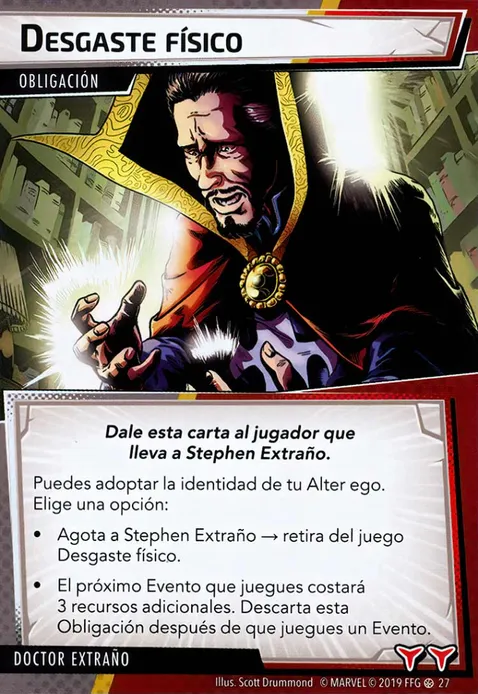 Desgaste físico
OBLIGACIÓN
Dale esta carta al jugador que
lleva a Stephen Extraño.
Puedes adoptar la identidad de tu Alter ego.
Elige una opción:
• Agota a Stephen Extraño → retira del juego
Desgaste físico.
• El próximo Evento que juegues costará
3 recursos adicionales. Descarta esta
Obligación después de que juegues un Evento.
DOCTOR EXTRAÑO
Illus. Scott Drummond © MARVEL © 2019 FFG 27